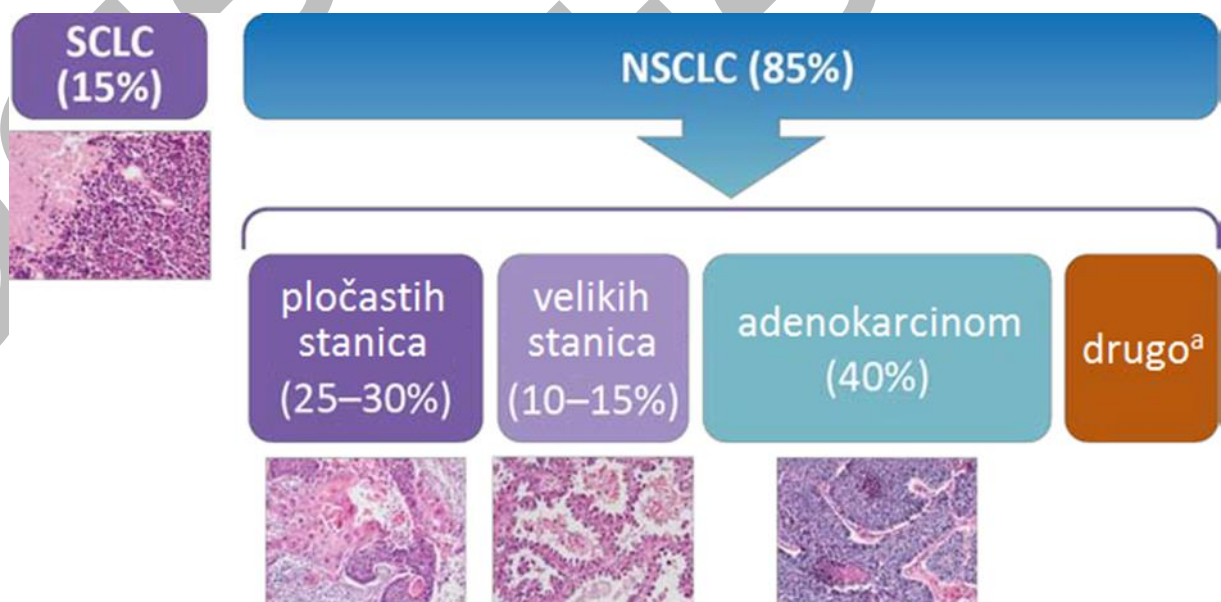 SCLC
(15%)
NSCLC (85%)
pločastih
stanica
(25–30%)
velikih
stanica
(10–15%)
adenokarcinom
(40%)
drugoᵃ